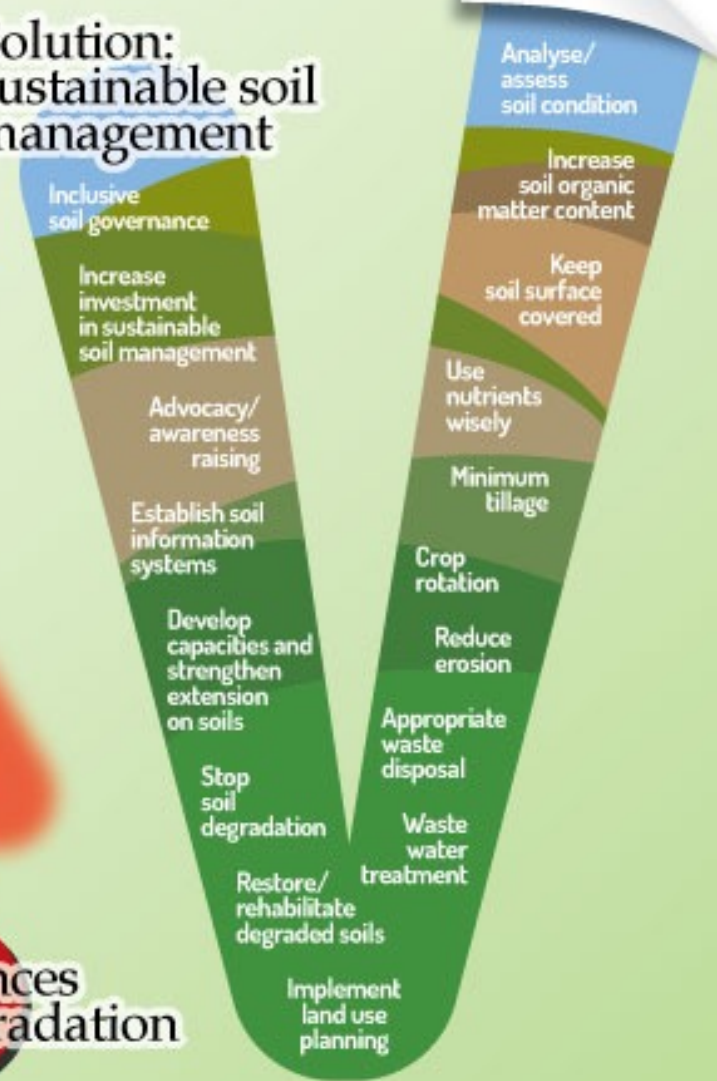 olution:
ustainable soil
nanagement
Inclusive
soil governance
Increase
investment
in sustainable
soil management
Advocacy/
awareness
raising
Establish soil
information
systems
Develop
capacities and
strengthen
extension
on soils
Stop
soil
degradation
Restore/
rehabilitate
degraded soils
Implement
land use
planning
Analyse/
assess
soil condition
Increase
soil organic
matter content
Keep
soil surface
covered
Use
nutrients
wisely
Minimum
tillage
Crop
rotation
Reduce
erosion
Appropriate
waste
disposal
Waste
water
treatment
nces
radation